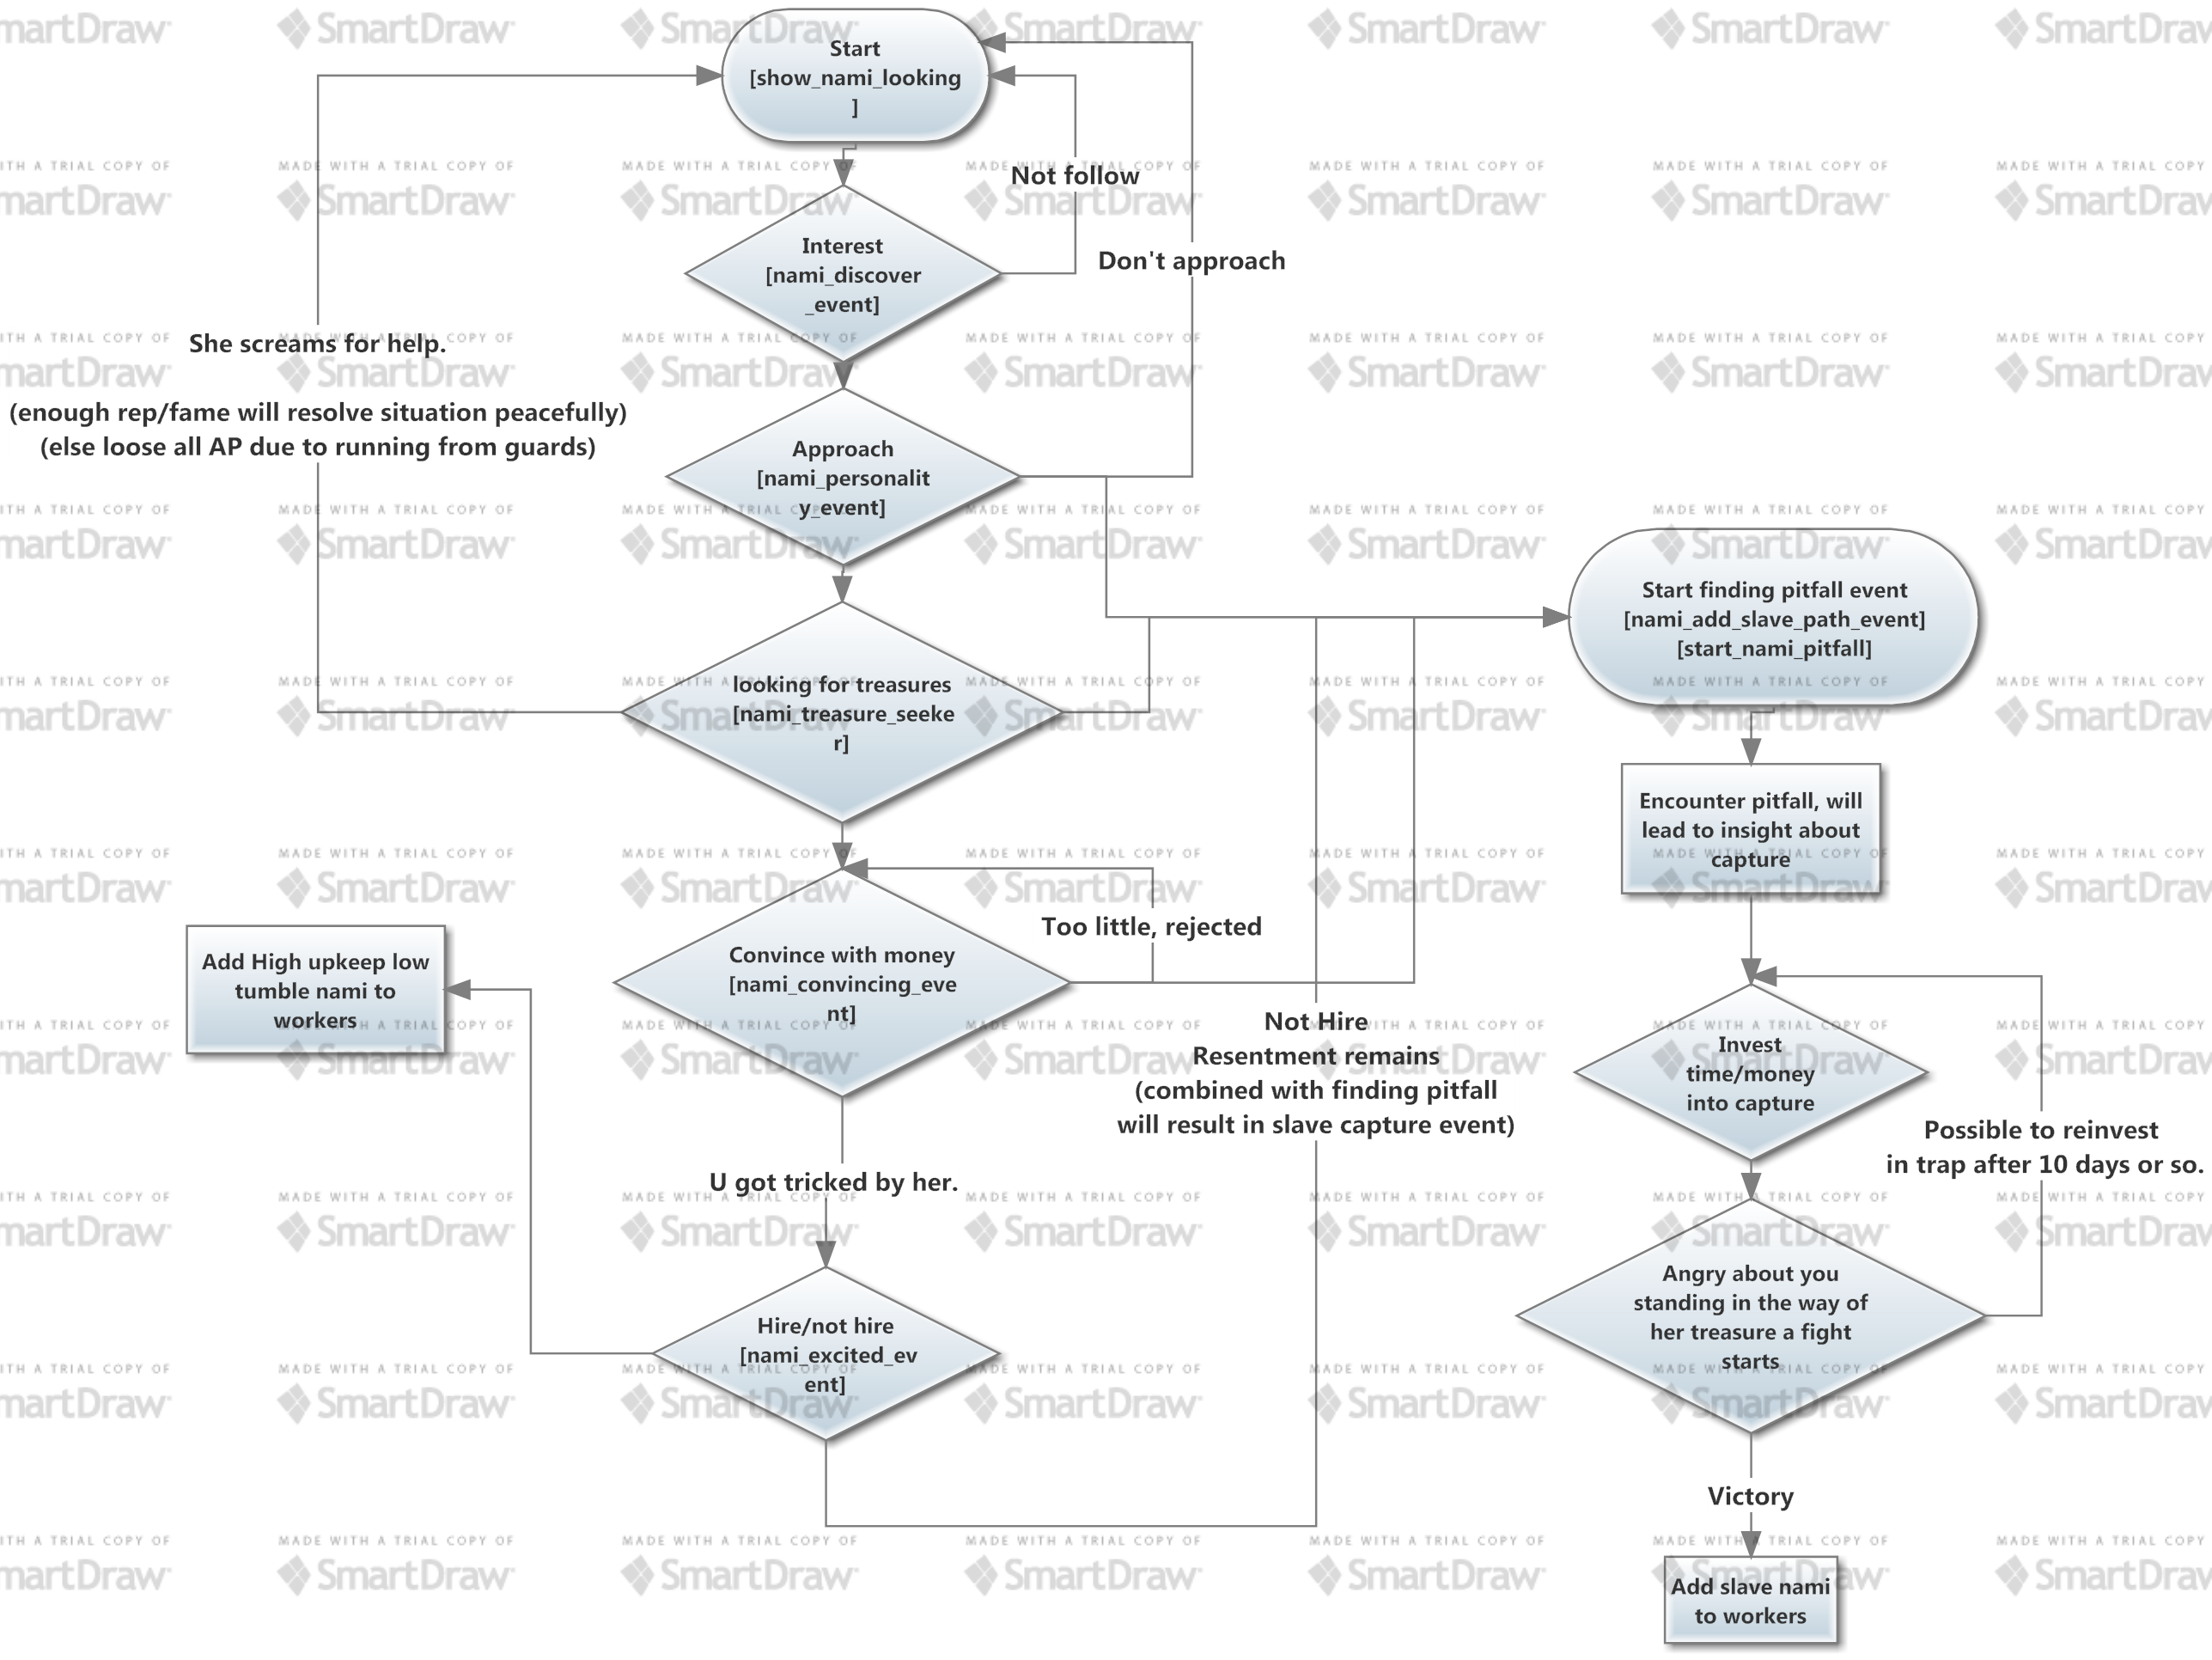 Start
[show_nami_looking
]
Not follow
Interest
[nami_discover
_event]
Don't approach
She screams for help.
(enough rep/fame will resolve situation peacefully)
(else loose all AP due to running from guards)
Approach
[nami_personalit
y_event]
Start finding pitfall event
[nami_add_slave_path_event]
[start_nami_pitfall]
looking for treasures
[nami_treasure_seeke
r]
Encounter pitfall, will
lead to insight about
capture
Too little, rejected
Convince with money
[nami_convincing_eve
nt]
Add High upkeep low
tumble nami to
workers
Not Hire
Resentment remains
(combined with finding pitfall
will result in slave capture event)
Invest
time/money
into capture
Possible to reinvest
in trap after 10 days or so.
U got tricked by her.
Angry about you
standing in the way of
her treasure a fight
starts
Hire/not hire
[nami_excited_ev
ent]
Victory
Add slave nami
to workers
MADE WITH A TRIAL COPY OF
SmartDraw